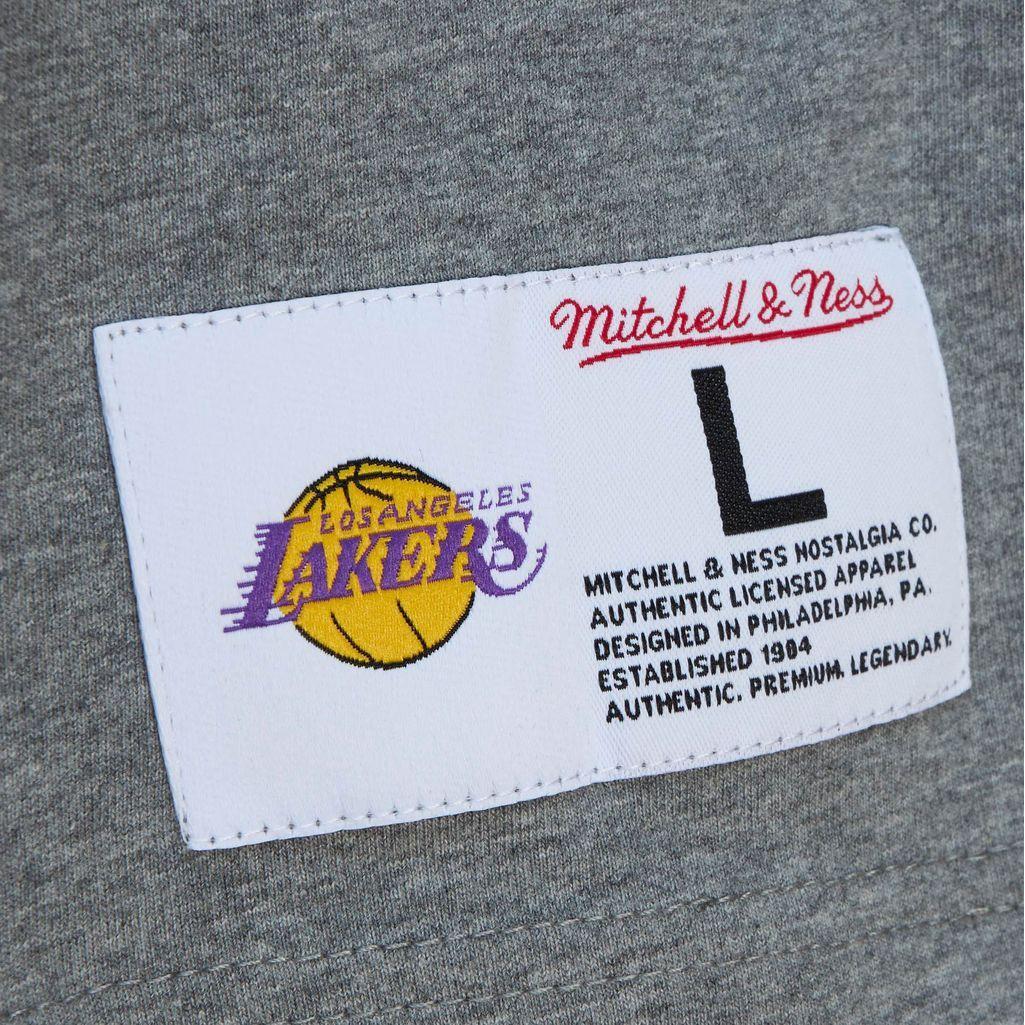 LOS ANGELES
LAKERS
Mitchell & Ness
L
MITCHELL & NESS NOSTALGIA CO.
AUTHENTIC LICENSED APPAREL
DESIGNED IN PHILADELPHIA, PA.
ESTABLISHED 1904
AUTHENTIC. PREMIUM. LEGENDARY.